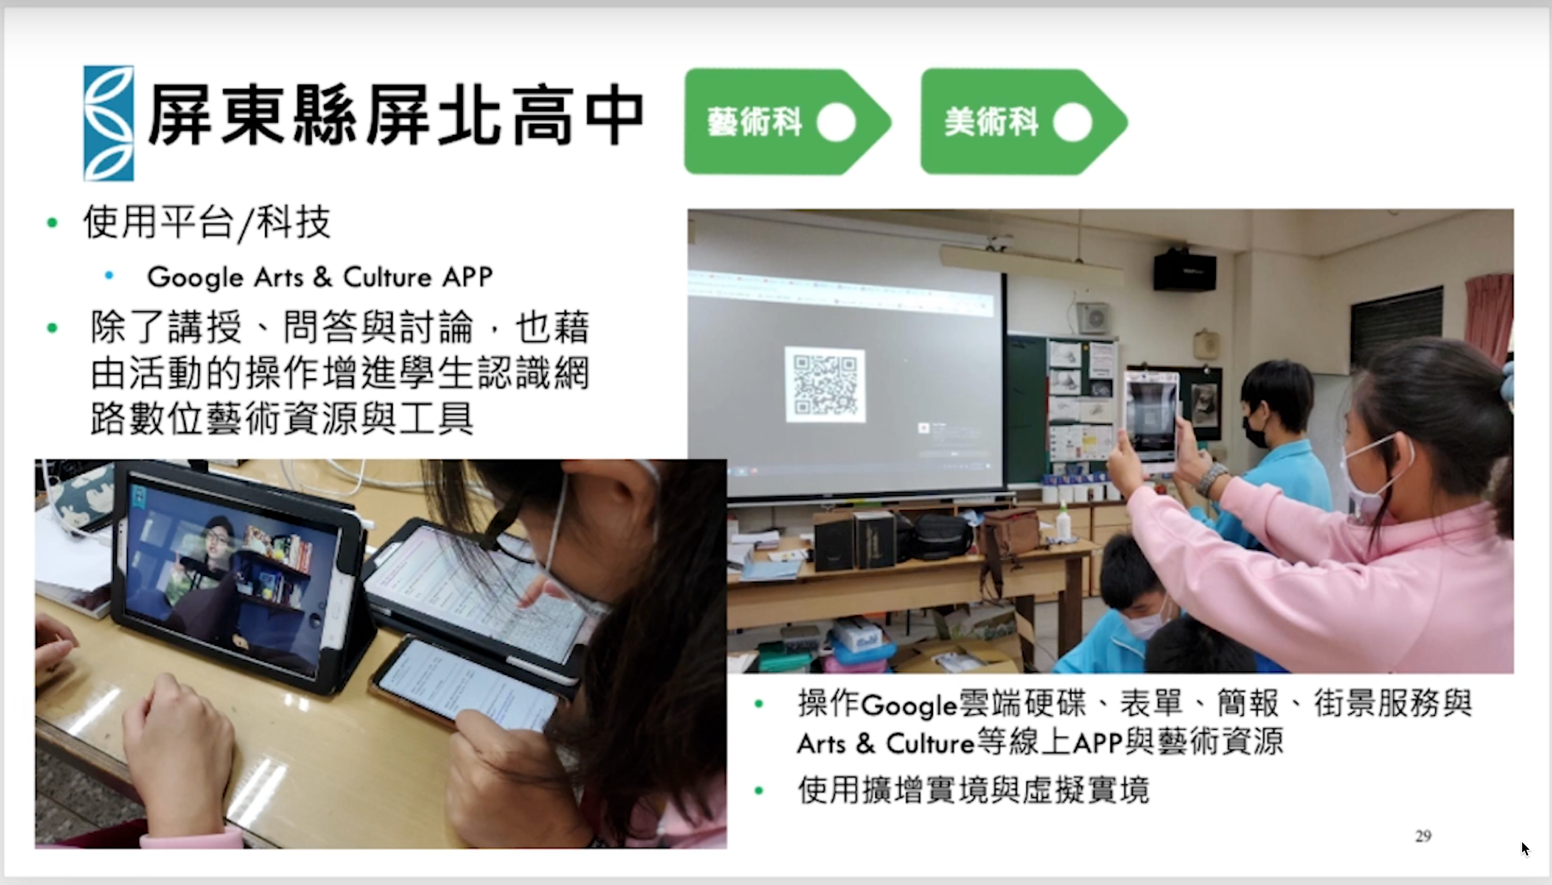 屏東縣屏北高中
藝術科
美術科
使用平台/科技
Google Arts & Culture APP
除了講授、問答與討論，也藉
由活動的操作增進學生認識網
路數位藝術資源與工具
操作Google雲端硬碟、表單、簡報、街景服務與
Arts & Culture等線上APP與藝術資源
使用擴增實境與虛擬實境
29